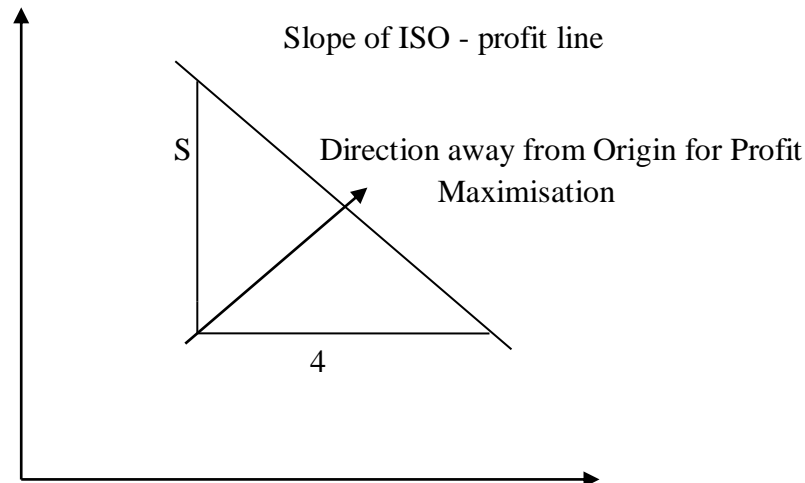 Slope of ISO - profit line
S
Direction away from Origin for Profit
Maximisation
4